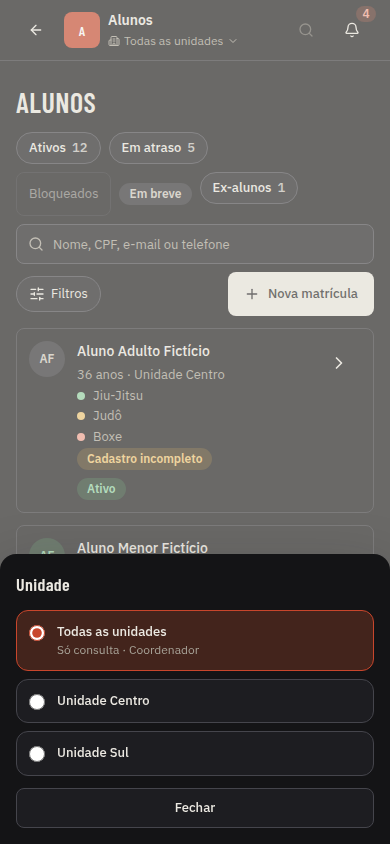 A
Alunos
Todas as unidades
4
ALUNOS
Ativos 12
Em atraso 5
Bloqueados
Em breve
Ex-alunos 1
Nome, CPF, e-mail ou telefone
Filtros
Nova matrícula
AF
Aluno Adulto Fictício
36 anos · Unidade Centro
Jiu-Jitsu
Judô
Boxe
Cadastro incompleto
Ativo
AF
Aluno Menor Fictício
Unidade
Todas as unidades
Só consulta · Coordenador
Unidade Centro
Unidade Sul
Fechar